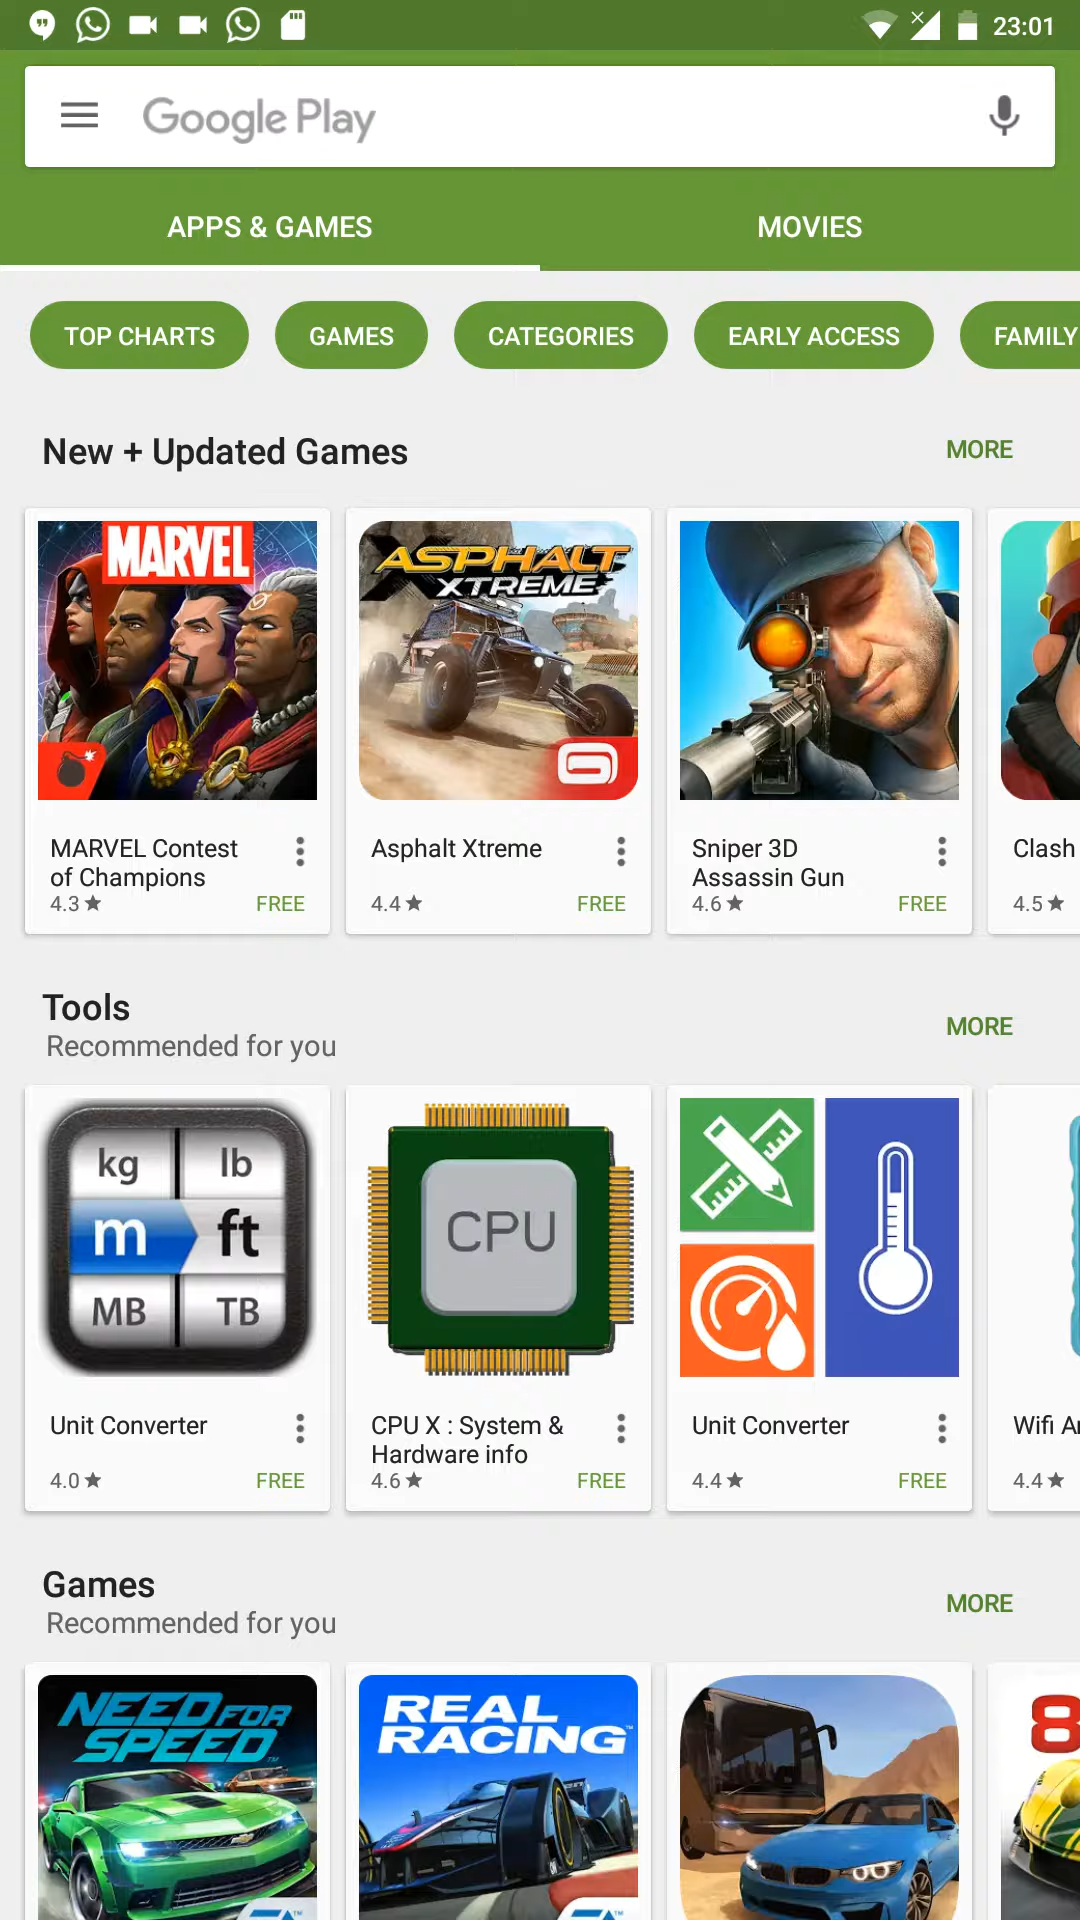 23:01
Google Play
APPS & GAMES
MOVIES
TOP CHARTS
GAMES
CATEGORIES
EARLY ACCESS
FAMILY
New + Updated Games
MORE
MARVEL
ASPHALT
XTREME
MARVEL Contest
of Champions
4.3
FREE
Asphalt Xtreme
4.4
FREE
Sniper 3D
Assassin Gun
4.6
FREE
Clash
4.5
Tools
Recommended for you
MORE
kg
lb
m
ft
MB
TB
CPU
Unit Converter
4.0
FREE
CPU X : System &
Hardware info
4.6
FREE
Unit Converter
4.4
FREE
Wifi A
4.4
Games
Recommended for you
MORE
NEED FOR
SPEED™
REAL
RACING™
8